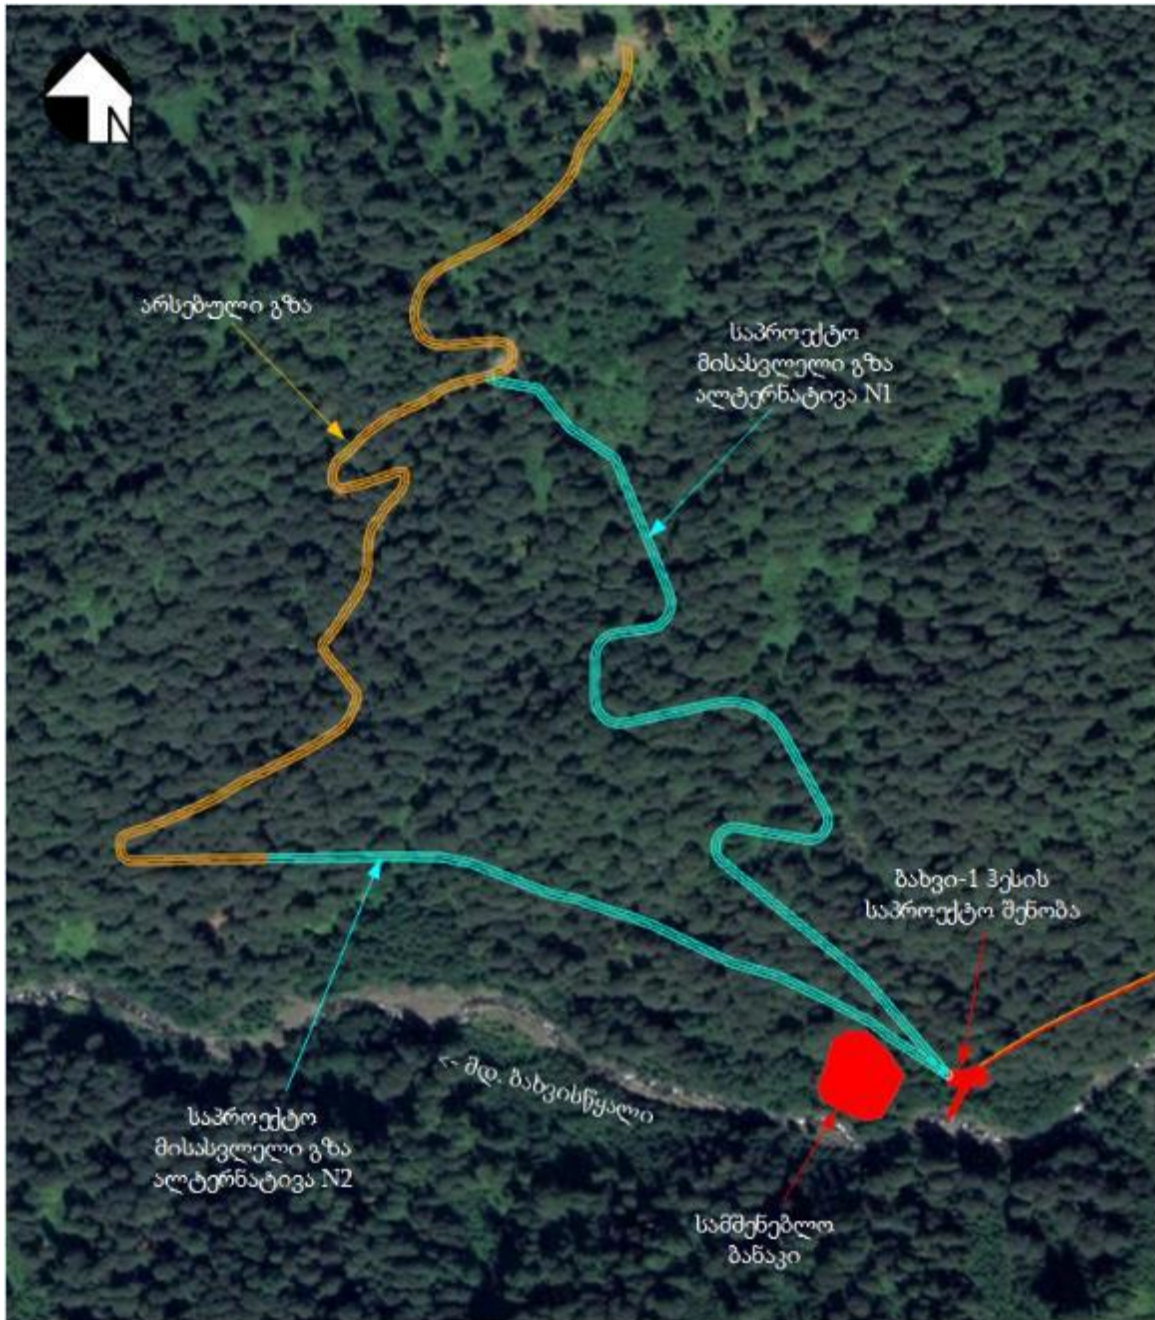 N
არსებული გზა
საპროექტო
მისასვლელი გზა
ალტერნატივა N1
ბახვი-1 ჰესის
საპროექტო შენობა
<- მდ. ბახვისწყალი
საპროექტო
მისასვლელი გზა
ალტერნატივა N2
სამშენებლო
ბანაკი